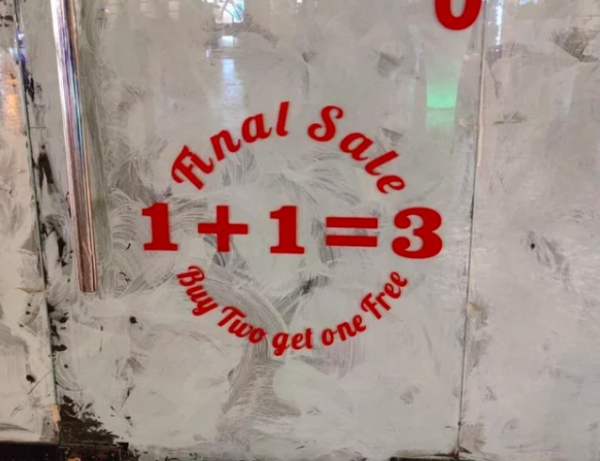 Final Sale
1+1=3
Buy Two get one Free